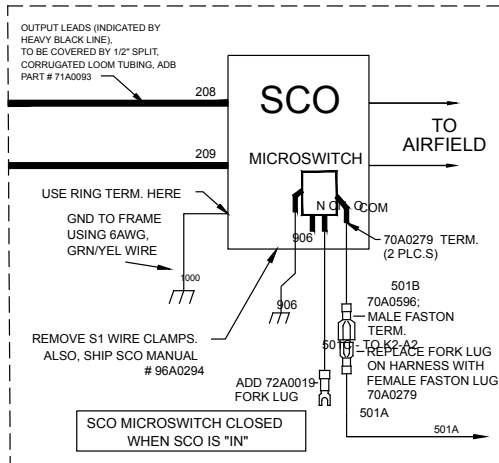 OUTPUT LEADS (INDICATED BY
HEAVY BLACK LINE),
TO BE COVERED BY 1/2" SPLIT,
CORRUGATED LOOM TUBING, ADB
PART # 71A0093
208
SCO
TO
AIRFIELD
209
MICROSWITCH
USE RING TERM. HERE
COM
GND TO FRAME
USING 6AWG,
GRN/YEL WIRE
906
70A0279 TERM.
(2 PLC.S)
1000
906
501B
70A0596;
MALE FASTON
TERM.
501C - TO K2-A2
REMOVE S1 WIRE CLAMPS.
ALSO, SHIP SCO MANUAL
# 96A0294
REPLACE FORK LUG
ON HARNESS WITH
FEMALE FASTON LUG
70A0279
ADD 72A0019
FORK LUG
501A
501A
SCO MICROSWITCH CLOSED
WHEN SCO IS "IN"